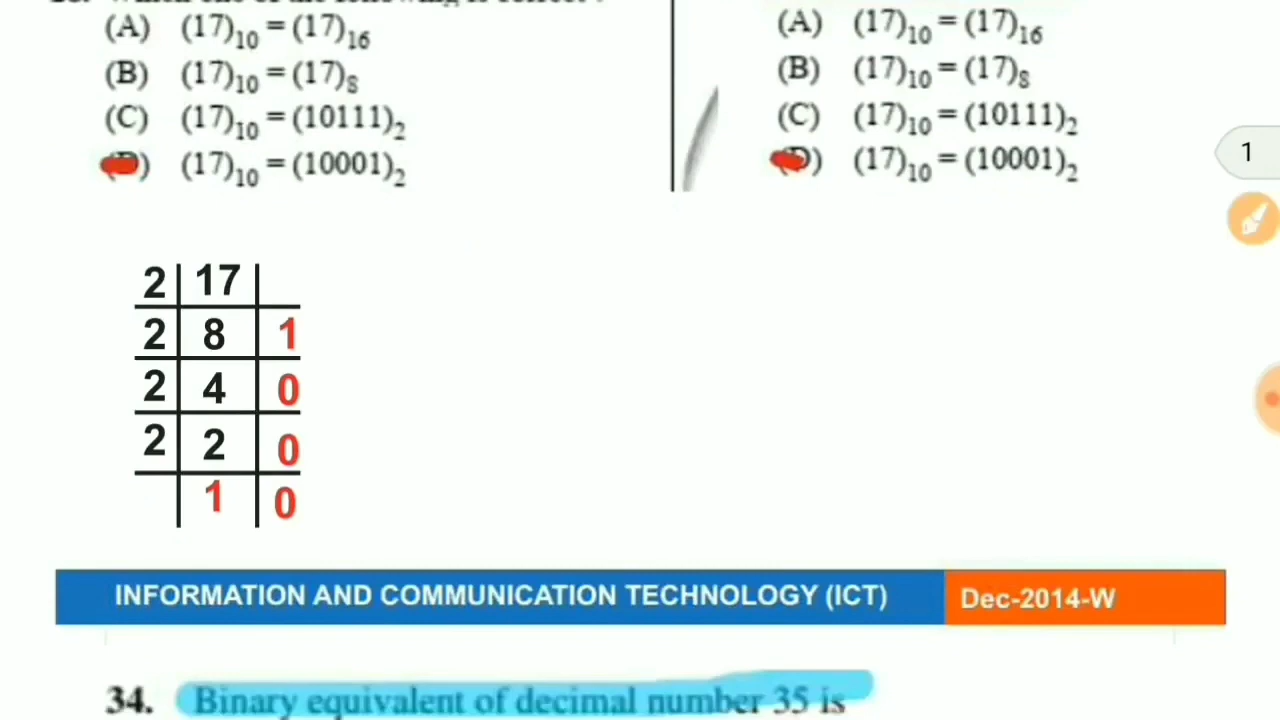 (A) (17)10 = (17)16
(B) (17)10 = (17)8
(C) (17)10 = (10111)2
(D) (17)10 = (10001)2
(A) (17)10 = (17)16
(B) (17)10 = (17)8
(C) (17)10 = (10111)2
(D) (17)10 = (10001)2
1
2 17
2 8 1
2 4 0
2 2 0
1 0
INFORMATION AND COMMUNICATION TECHNOLOGY (ICT) Dec-2014-W
34. Binary equivalent of decimal number 35 is